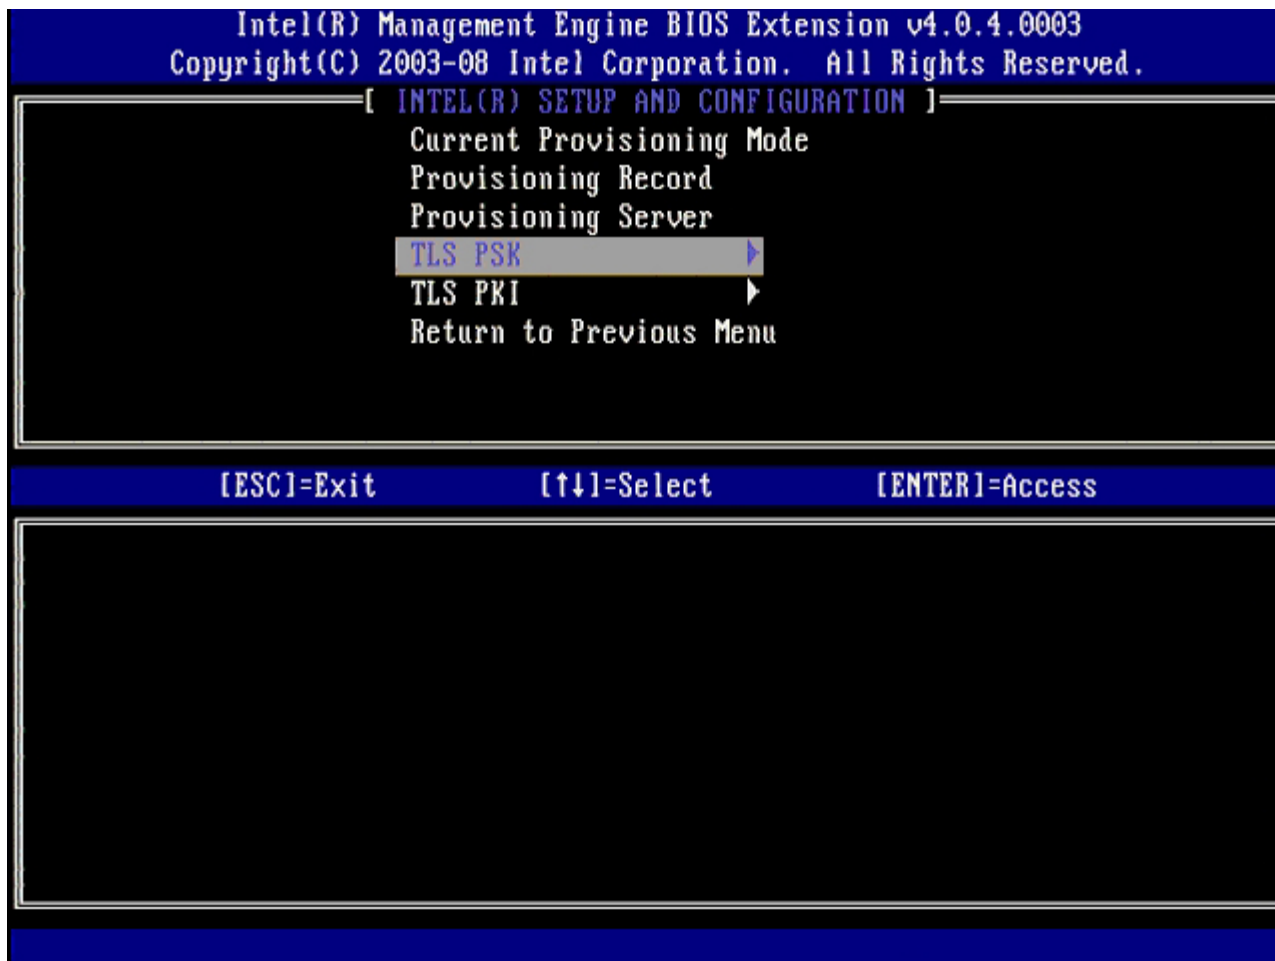 Intel(R) Management Engine BIOS Extension v4.0.4.0003
Copyright(C) 2003-08 Intel Corporation. All Rights Reserved.
[ INTEL(R) SETUP AND CONFIGURATION ]
Current Provisioning Mode
Provisioning Record
Provisioning Server
TLS PSK
TLS PKI
Return to Previous Menu
[ESC]=Exit [↑↓]=Select [ENTER]=Access